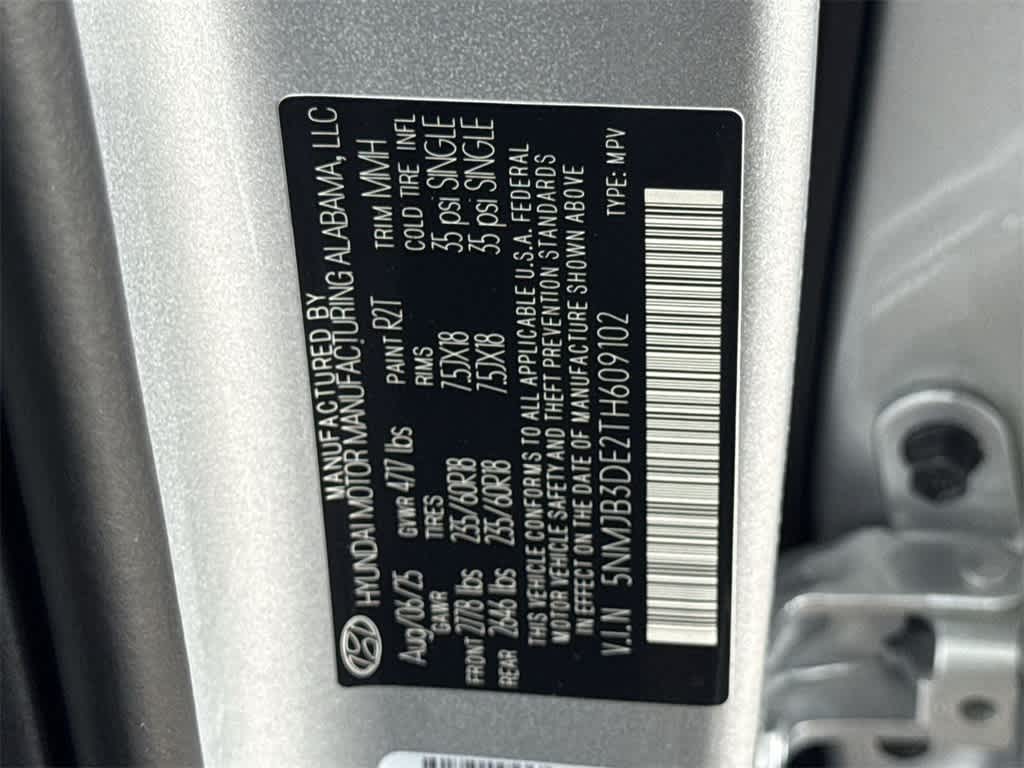 MANUFACTURED BY
HYUNDAI MOTOR MANUFACTURING ALABAMA, LLC
Aug/06/25 GVWR 4717 lbs PAINT R2T TRIM MMH
GAWR TIRES RIMS COLD TIRE INFL
FRONT 2778 lbs 235/60R18 7.5X18 35 psi SINGLE
REAR 2646 lbs 235/60R18 7.5X18 35 psi SINGLE
THIS VEHICLE CONFORMS TO ALL APPLICABLE U.S.A. FEDERAL
MOTOR VEHICLE SAFETY AND THEFT PREVENTION STANDARDS
IN EFFECT ON THE DATE OF MANUFACTURE SHOWN ABOVE
V.I.N 5NMJB3DE2TH609102 TYPE: MPV